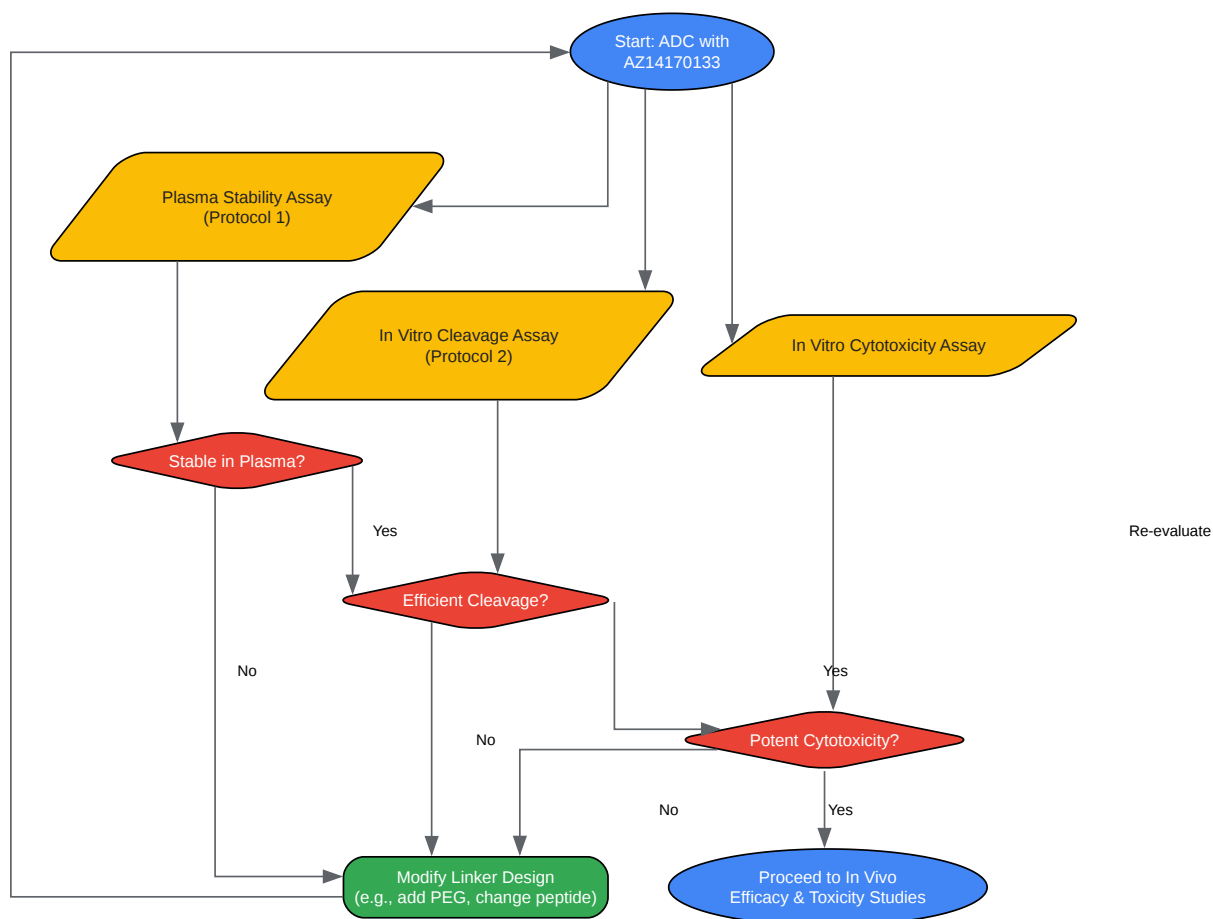 Start: ADC with
AZ14170133
Plasma Stability Assay
(Protocol 1)
In Vitro Cleavage Assay
(Protocol 2)
In Vitro Cytotoxicity Assay
Stable in Plasma?
Yes
Re-evaluate
Efficient Cleavage?
No
Yes
No
Potent Cytotoxicity?
No
Yes
Modify Linker Design
(e.g., add PEG, change peptide)
Proceed to In Vivo
Efficacy & Toxicity Studies